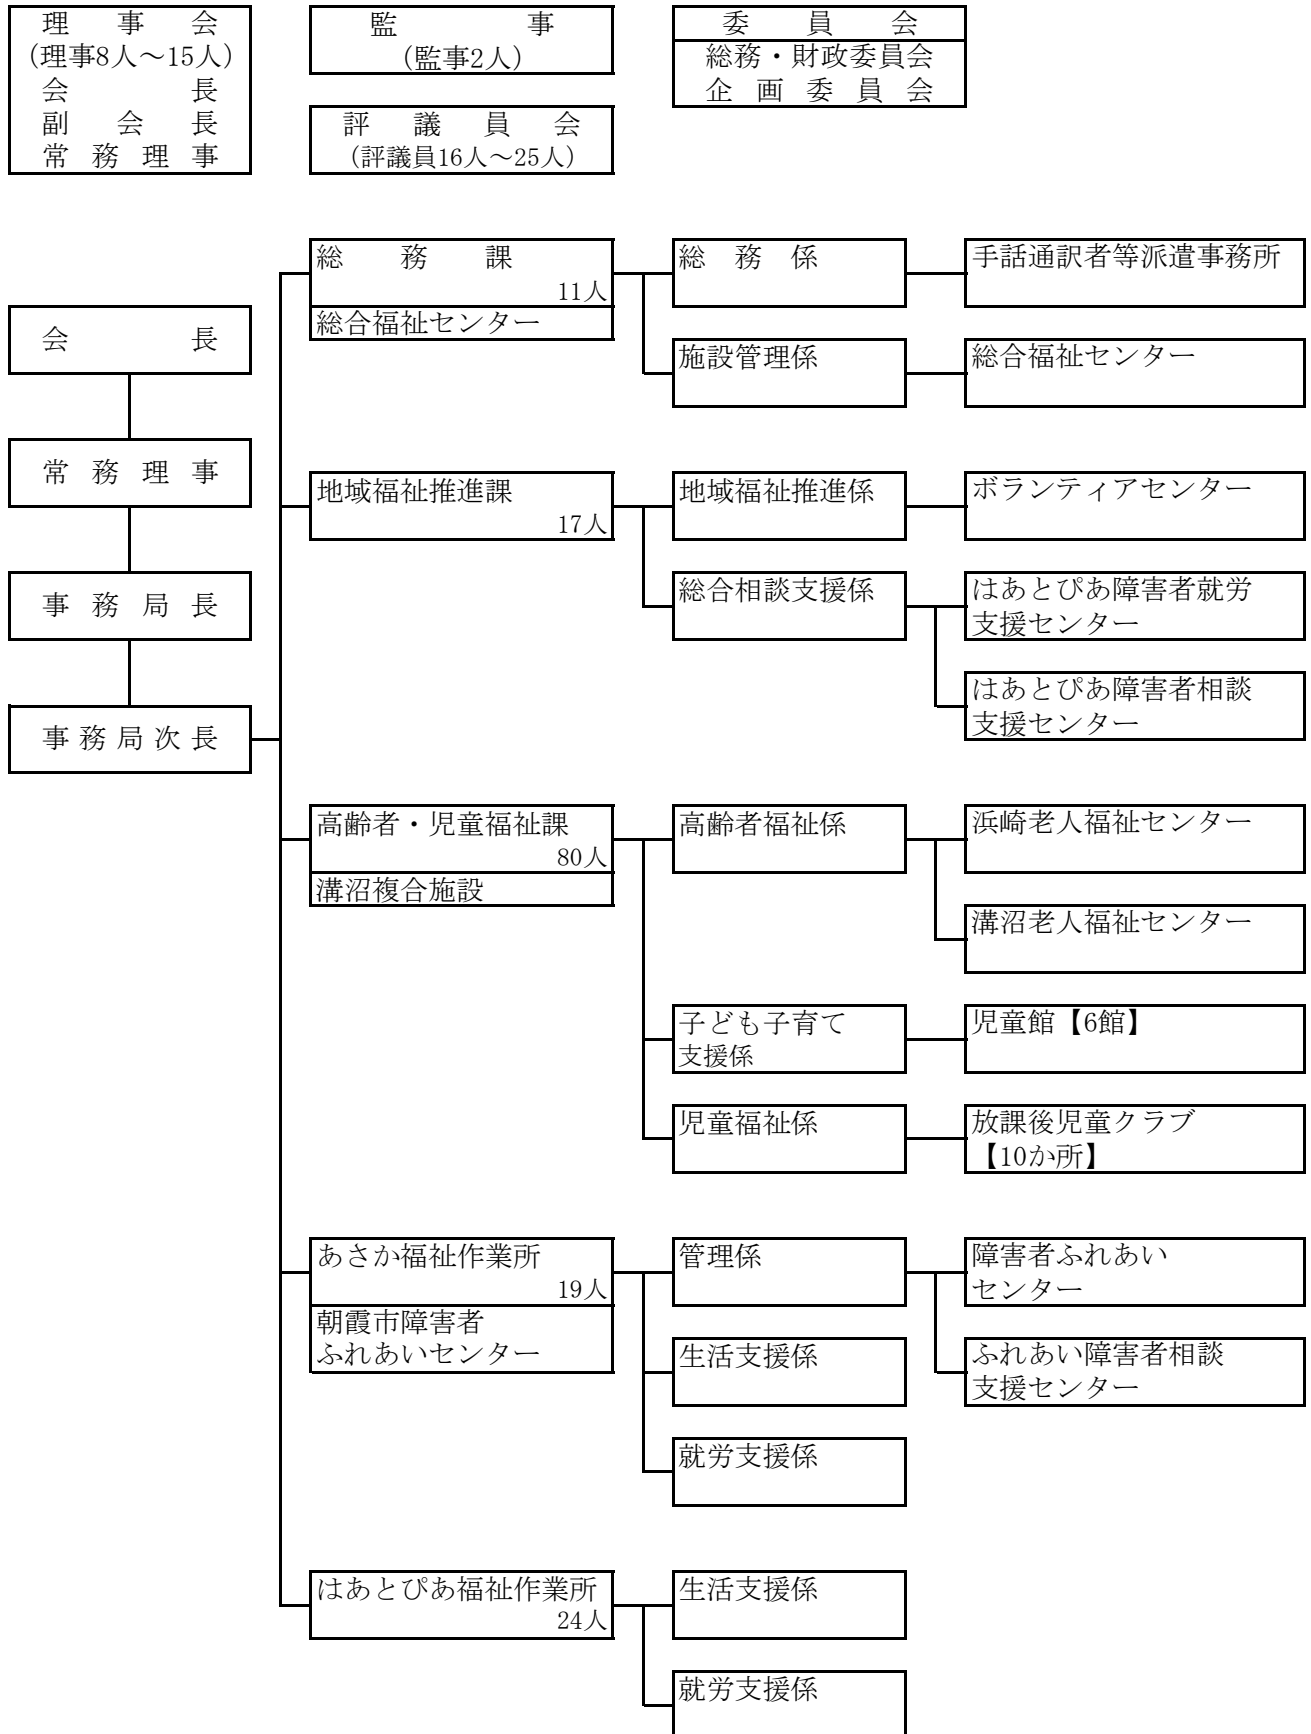 理事会
(理事8人～15人)
会長
副会長
常務理事
監事
(監事2人)
評議員会
(評議員16人～25人)
委員会
総務・財政委員会
企画委員会
会長
常務理事
事務局長
事務局次長
総務課
11人
総合福祉センター
総務係
手話通訳者等派遣事務所
施設管理係
総合福祉センター
地域福祉推進課
17人
地域福祉推進係
ボランティアセンター
総合相談支援係
はあとぴあ障害者就労
支援センター
はあとぴあ障害者相談
支援センター
高齢者・児童福祉課
80人
溝沼複合施設
高齢者福祉係
浜崎老人福祉センター
溝沼老人福祉センター
子ども子育て
支援係
児童館【6館】
児童福祉係
放課後児童クラブ
【10か所】
あさか福祉作業所
19人
朝霞市障害者
ふれあいセンター
管理係
障害者ふれあい
センター
ふれあい障害者相談
支援センター
生活支援係
就労支援係
はあとぴあ福祉作業所
24人
生活支援係
就労支援係